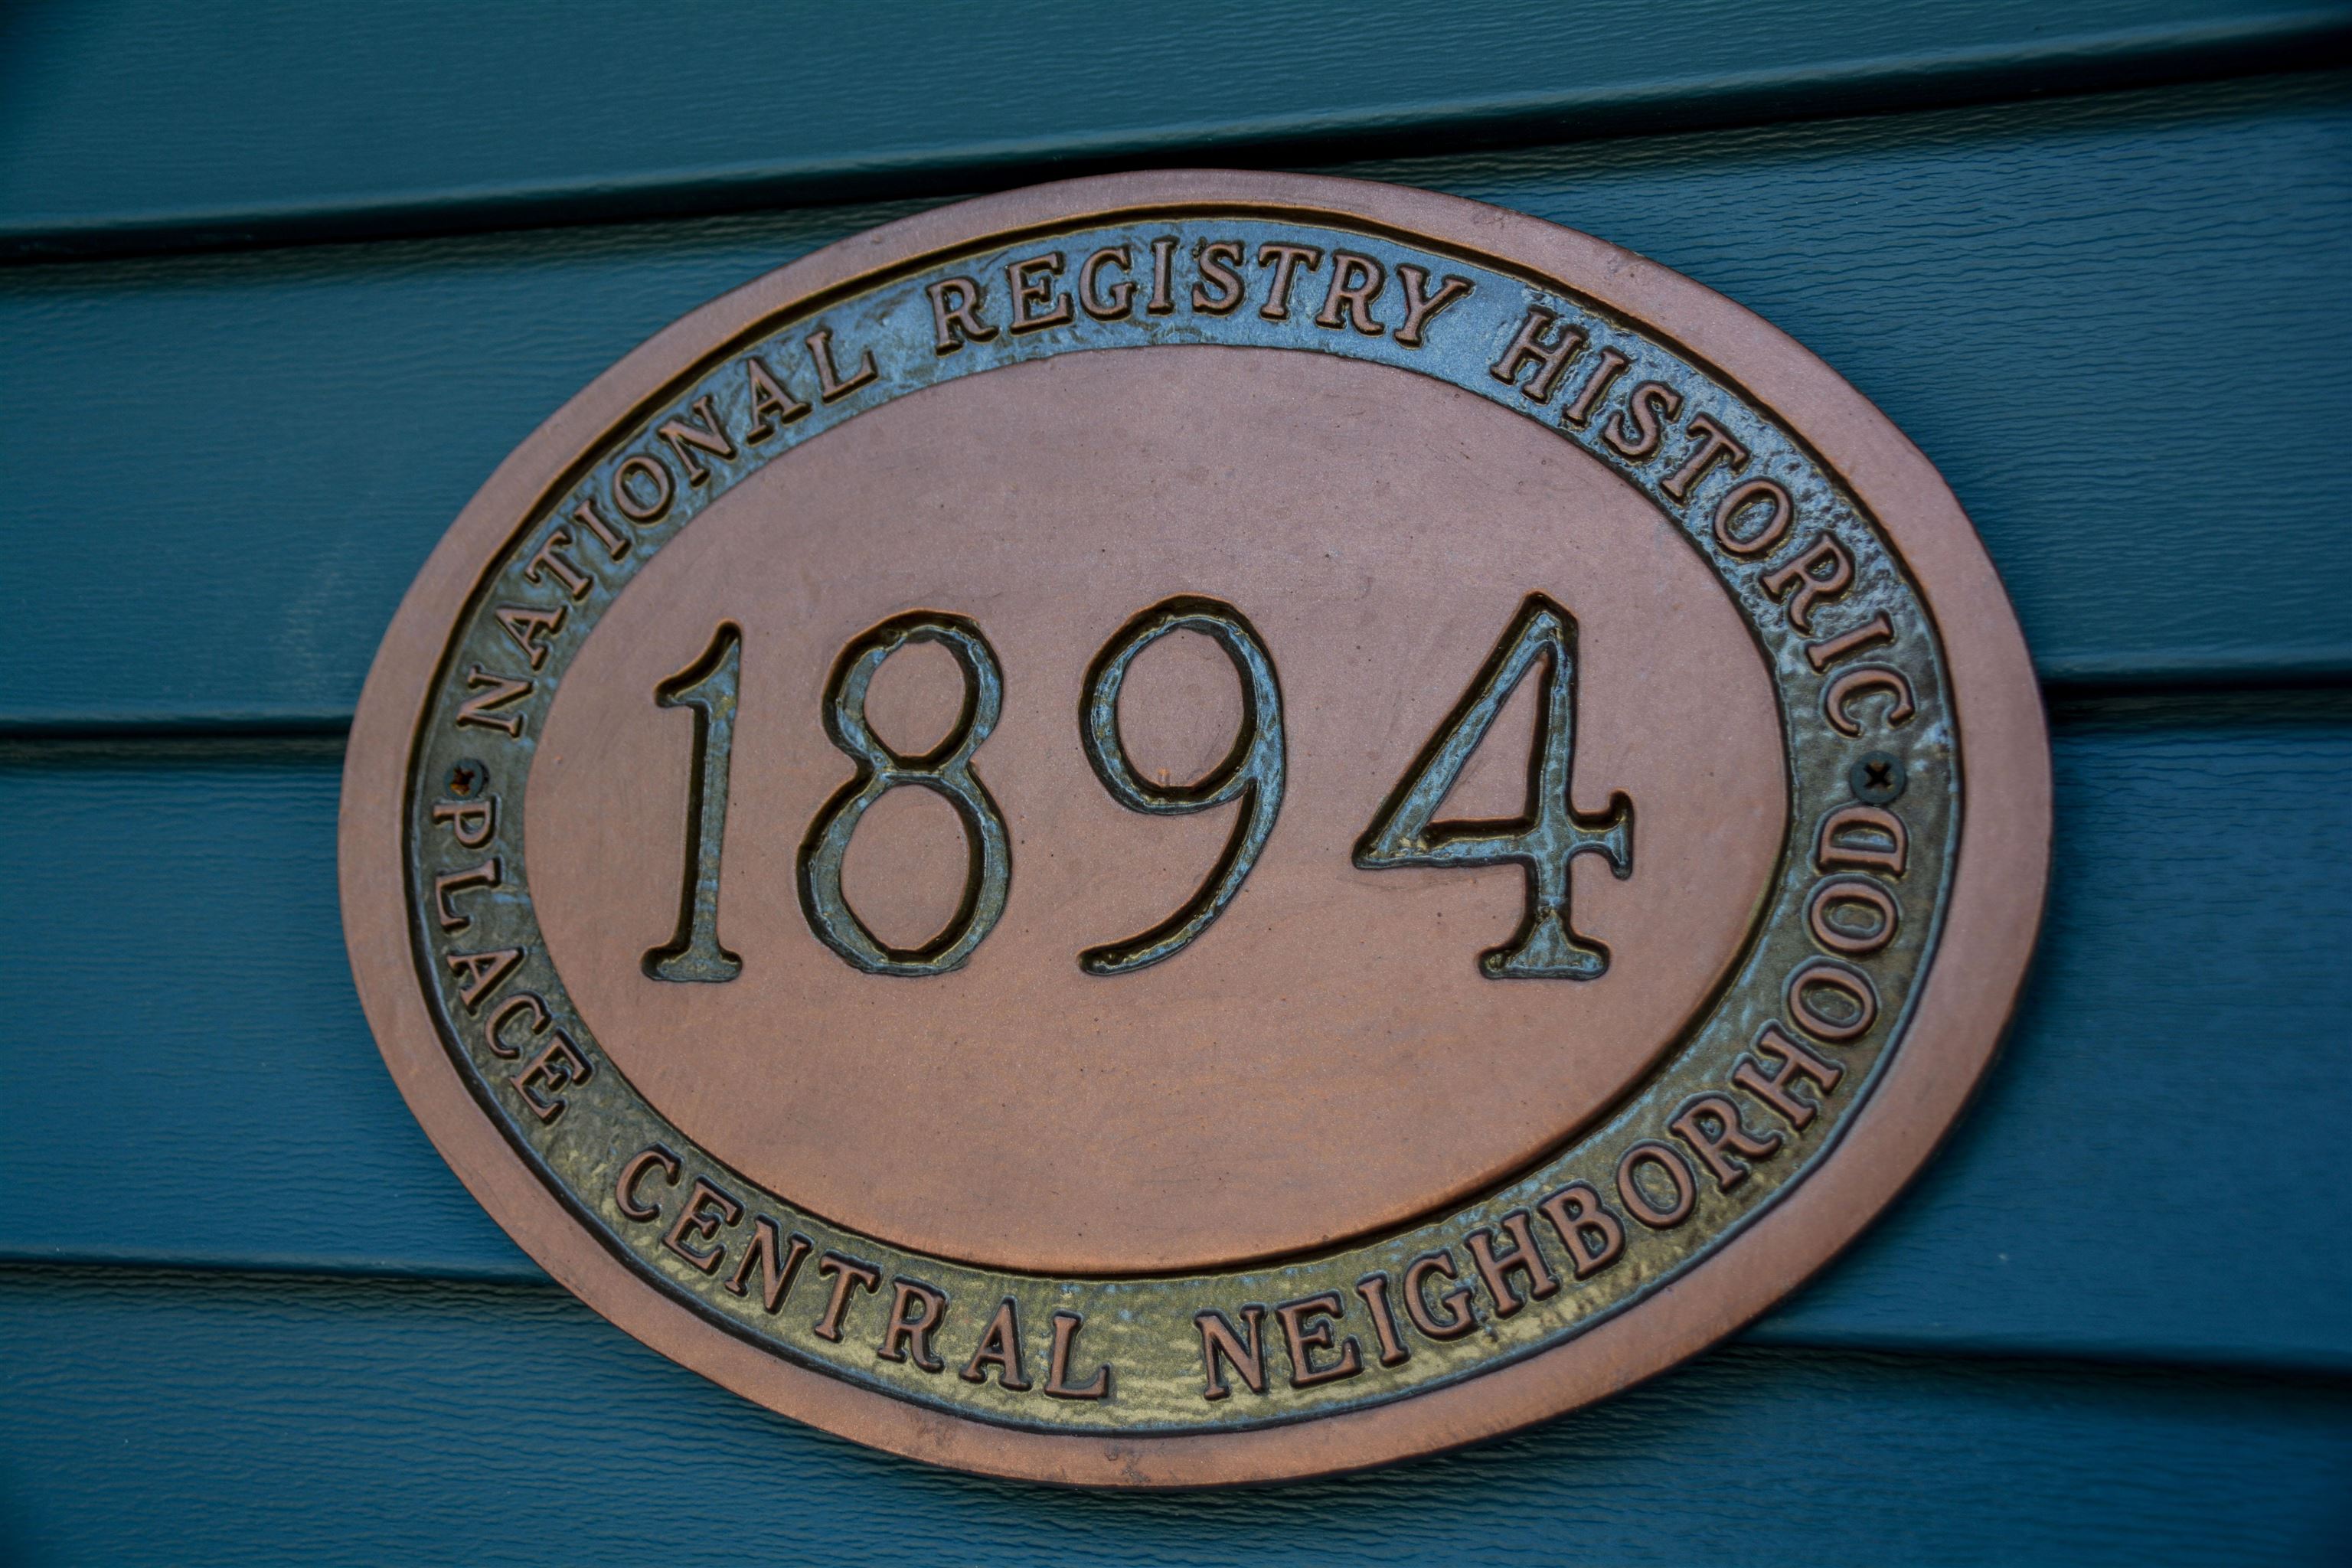 NATIONAL REGISTRY HISTORIC
1894
PLACE CENTRAL NEIGHBORHOOD